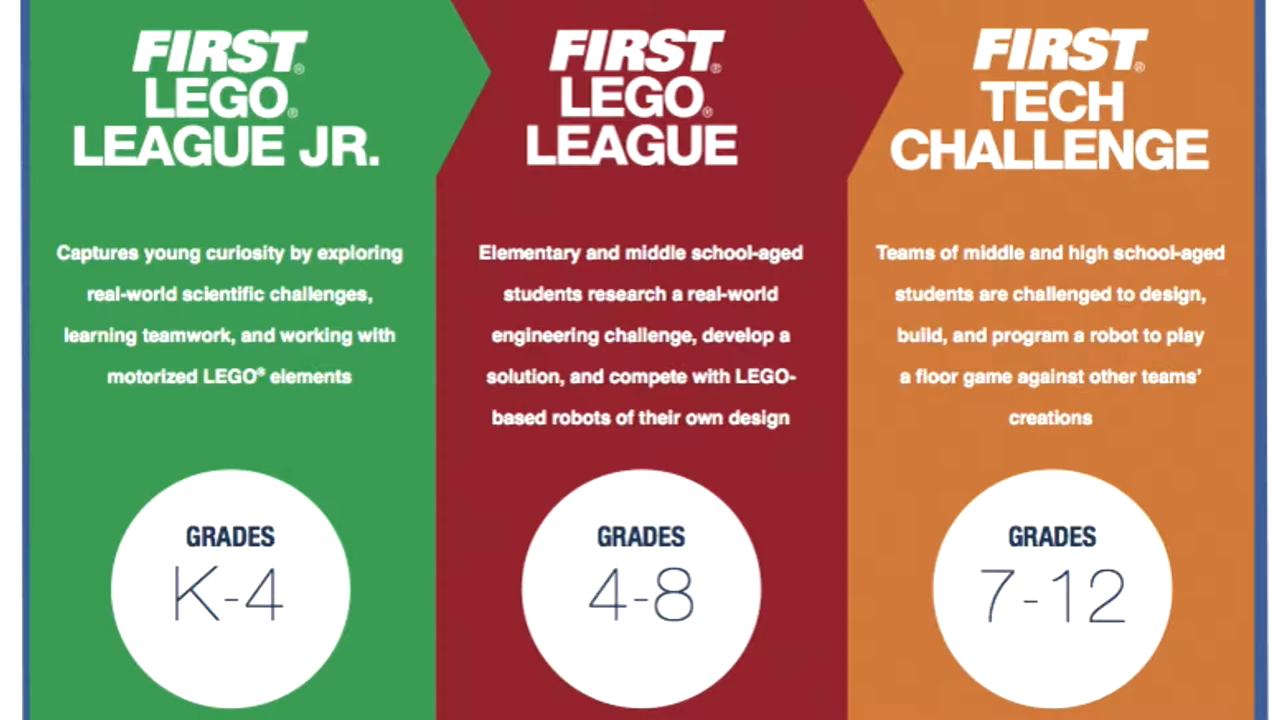 FIRST®
LEGO®
LEAGUE JR.
Captures young curiosity by exploring
real-world scientific challenges,
learning teamwork, and working with
motorized LEGO® elements
GRADES
K-4
FIRST®
LEGO®
LEAGUE
Elementary and middle school-aged
students research a real-world
engineering challenge, develop a
solution, and compete with LEGO-
based robots of their own design
GRADES
4-8
FIRST®
TECH
CHALLENGE
Teams of middle and high school-aged
students are challenged to design,
build, and program a robot to play
a floor game against other teams’
creations
GRADES
7-12